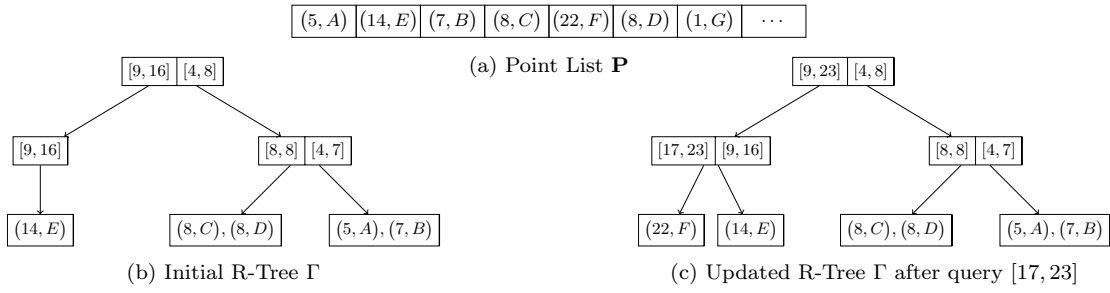 (5, A) (14, E) (7, B) (8, C) (22, F) (8, D) (1, G) ⋯
(a) Point List P
[9, 16] [4, 8]
[9, 16] [8, 8] [4, 7]
(14, E) (8, C), (8, D) (5, A), (7, B)
(b) Initial R-Tree Γ
[9, 23] [4, 8]
[17, 23] [9, 16] [8, 8] [4, 7]
(22, F) (14, E) (8, C), (8, D) (5, A), (7, B)
(c) Updated R-Tree Γ after query [17, 23]